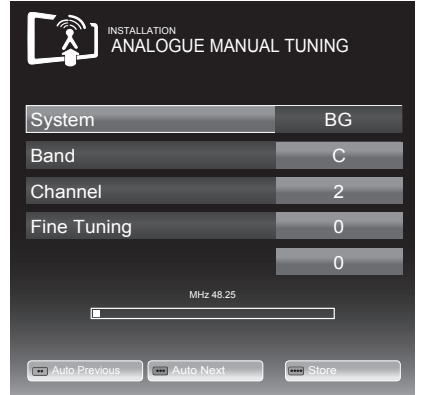 INSTALLATION
ANALOGUE MANUAL TUNING
System BG
Band C
Channel 2
Fine Tuning 0
0
MHz 48.25
Auto Previous Auto Next Store